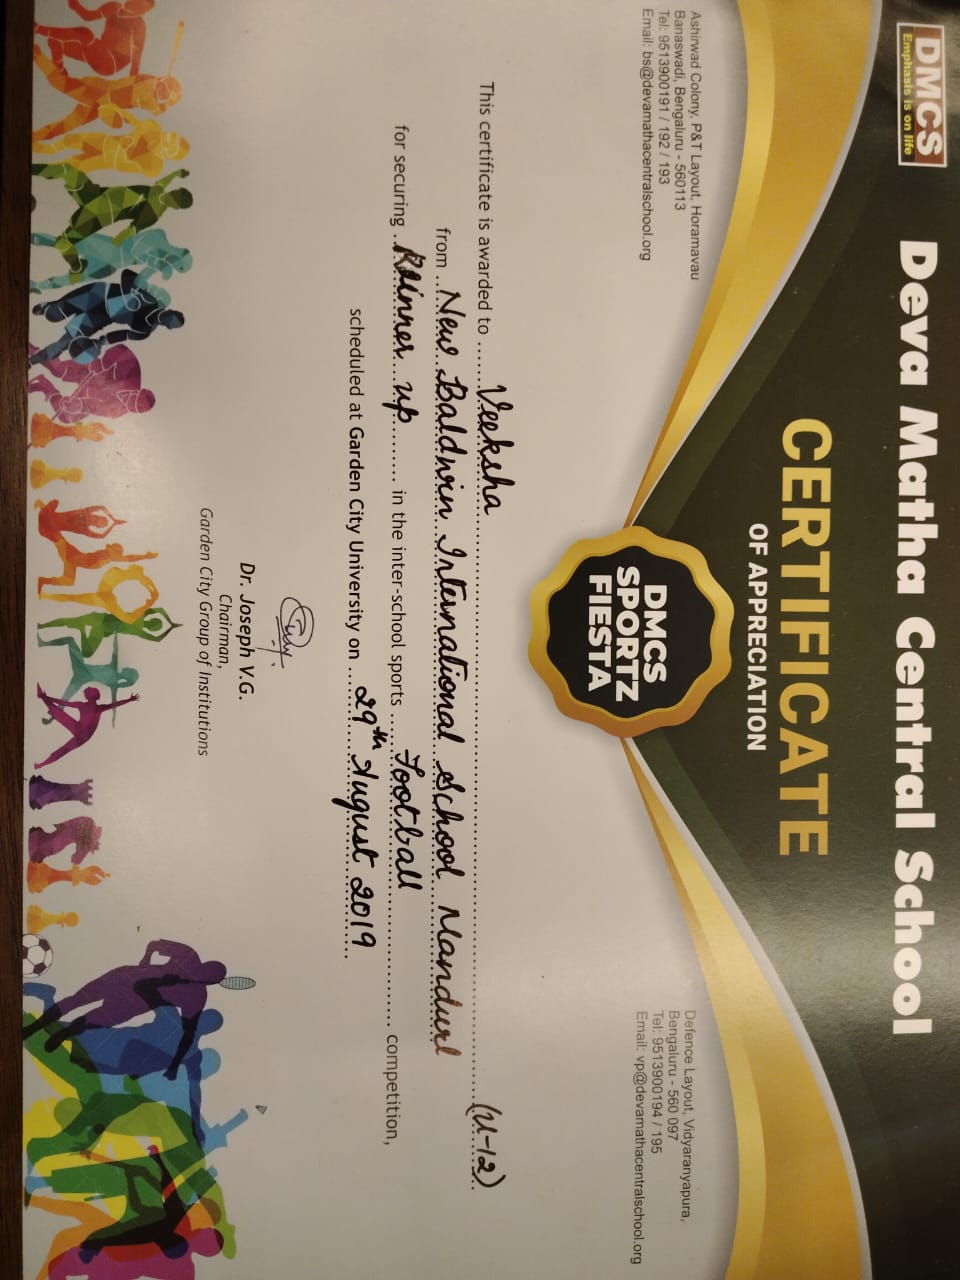 DMCS
Emphasis is on life
Deva Matha Central School
CERTIFICATE
OF APPRECIATION
Ashirwad Colony, P&T Layout, Horamavau
Banaswadi, Bengaluru - 560113
Tel: 9513900191 / 192 / 193
Email: bs@devamathacentralschool.org
Defence Layout, Vidyaranyapura,
Bengaluru - 560 097
Tel: 9513900194 / 195
Email: vp@devamathacentralschool.org
DMCS
SPORTZ
FIESTA
This certificate is awarded to Veeksha (U-12)
from New Baldwin International School Mandurl
for securing Runner up in the inter-school sports Football competition,
scheduled at Garden City University on 29th August 2019
Dr. Joseph V.G.
Chairman,
Garden City Group of Institutions